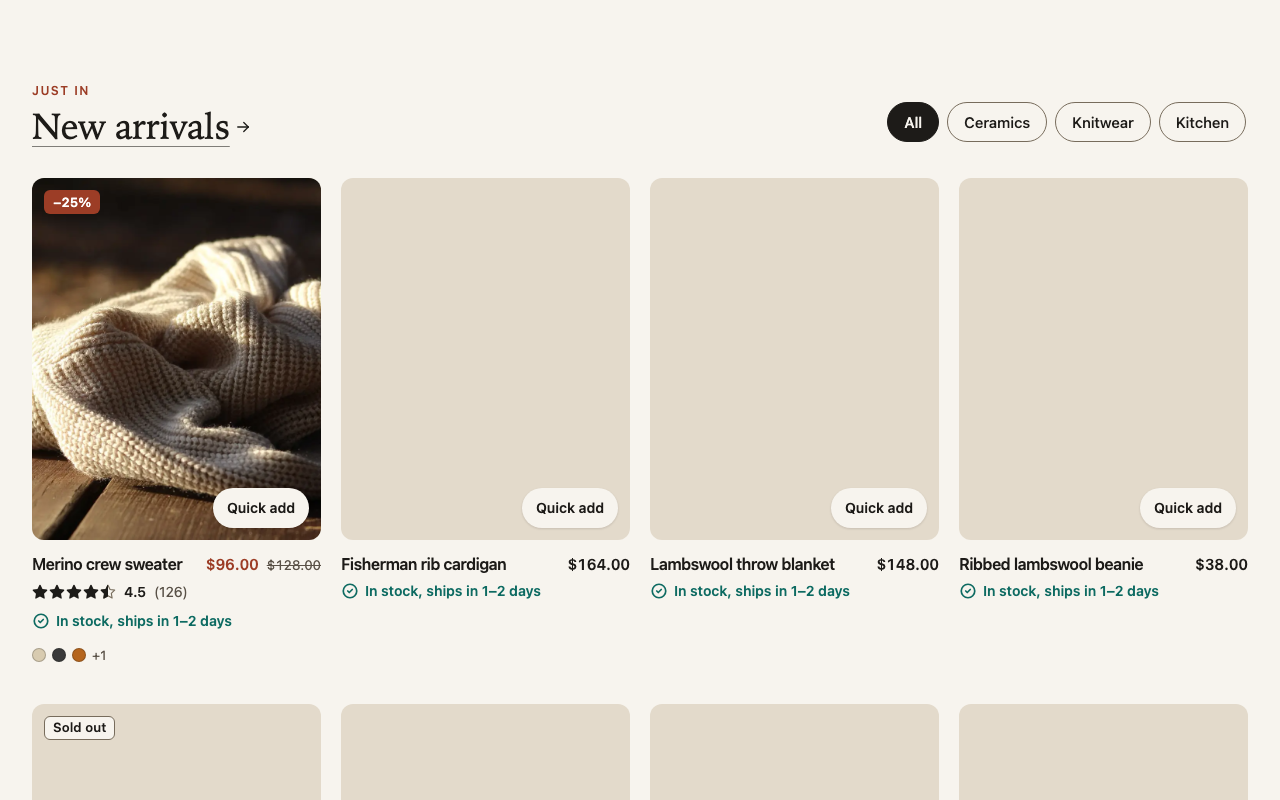 JUST IN
New arrivals →
All
Ceramics
Knitwear
Kitchen
−25%
Quick add
Quick add
Quick add
Quick add
Merino crew sweater $96.00 $128.00
4.5 (126)
In stock, ships in 1–2 days
+1
Fisherman rib cardigan $164.00
In stock, ships in 1–2 days
Lambswool throw blanket $148.00
In stock, ships in 1–2 days
Ribbed lambswool beanie $38.00
In stock, ships in 1–2 days
Sold out